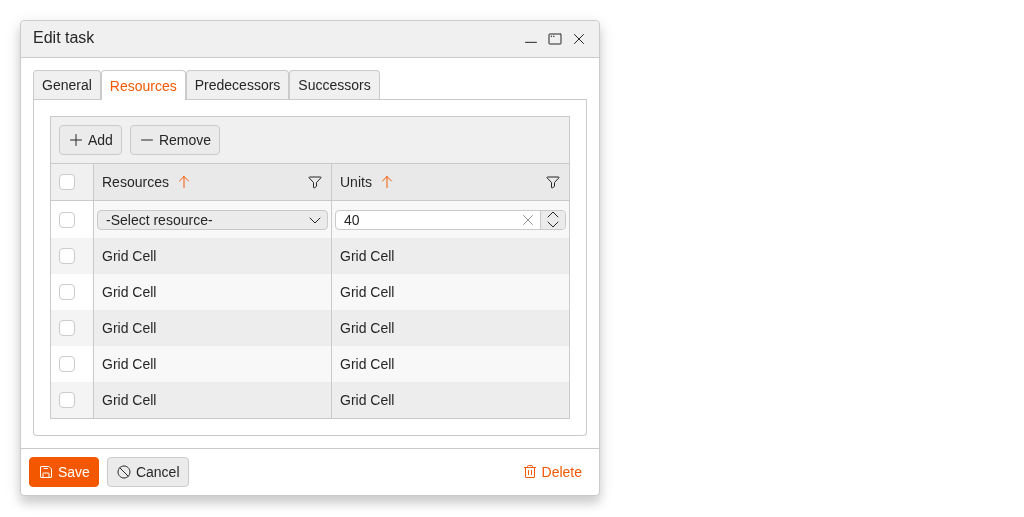 Edit task
General Resources Predecessors Successors
Add Remove
Resources Units
-Select resource- 40
Grid Cell Grid Cell
Grid Cell Grid Cell
Grid Cell Grid Cell
Grid Cell Grid Cell
Grid Cell Grid Cell
Save Cancel Delete